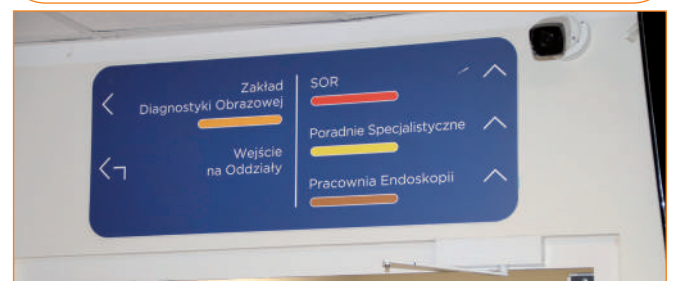 Zakład
Diagnostyki Obrazowej
Wejście
na Oddziały
SOR
Poradnie Specjalistyczne
Pracownia Endoskopii